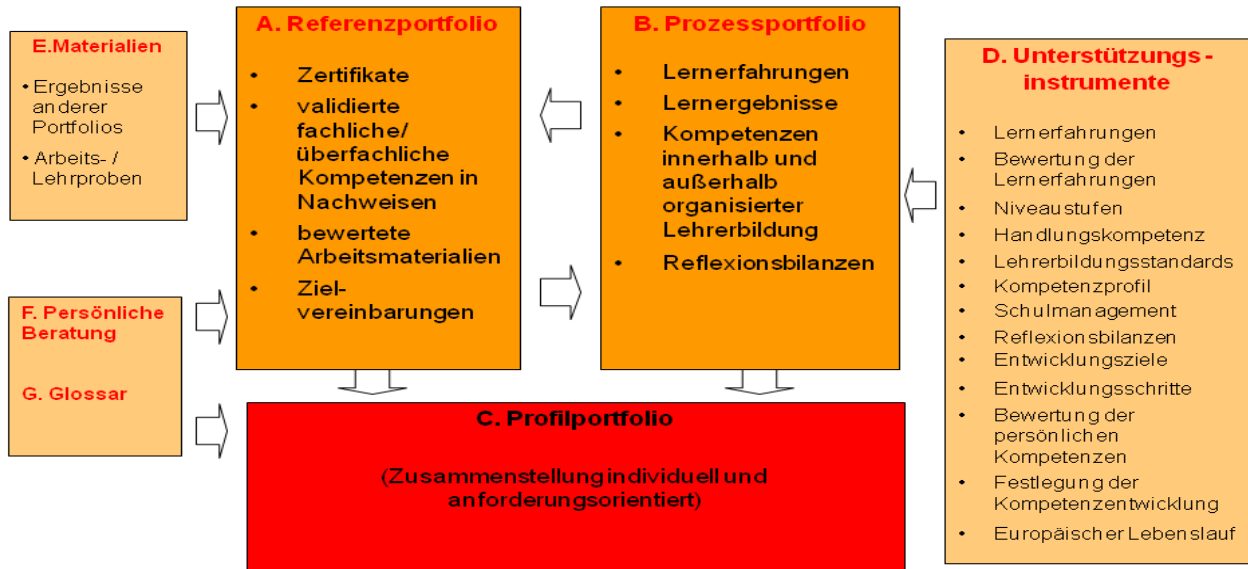 E.Materialien
• Ergebnisse
anderer
Portfolios
• Arbeits- /
Lehrproben
F. Persönliche
Beratung
G. Glossar
A. Referenzportfolio
• Zertifikate
• validierte
fachliche/
überfachliche
Kompetenzen in
Nachweisen
• bewertete
Arbeitsmaterialien
• Ziel-
vereinbarungen
B. Prozessportfolio
• Lernerfahrungen
• Lernergebnisse
• Kompetenzen
innerhalb und
außerhalb
organisierter
Lehrerbildung
• Reflexionsbilanzen
C. Profilportfolio
(Zusammenstellung individuell und
anforderungsorientiert)
D. Unterstützungs-
instrumente
• Lernerfahrungen
• Bewertung der
Lernerfahrungen
• Niveaustufen
• Handlungskompetenz
• Lehrerbildungsstandards
• Kompetenzprofil
• Schulmanagement
• Reflexionsbilanzen
• Entwicklungsziele
• Entwicklungsschritte
• Bewertung der
persönlichen
Kompetenzen
• Festlegung der
Kompetenzentwicklung
• Europäischer Lebenslauf